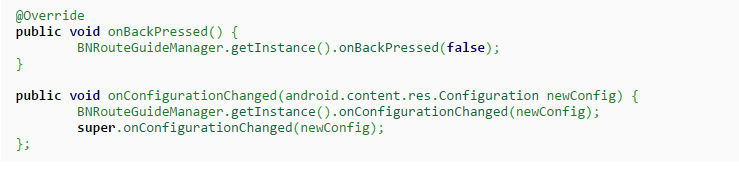 @Override
public void onBackPressed() {
        BNRouteGuideManager.getInstance().onBackPressed(false);
}
public void onConfigurationChanged(android.content.res.Configuration newConfig) {
        BNRouteGuideManager.getInstance().onConfigurationChanged(newConfig);
        super.onConfigurationChanged(newConfig);
};